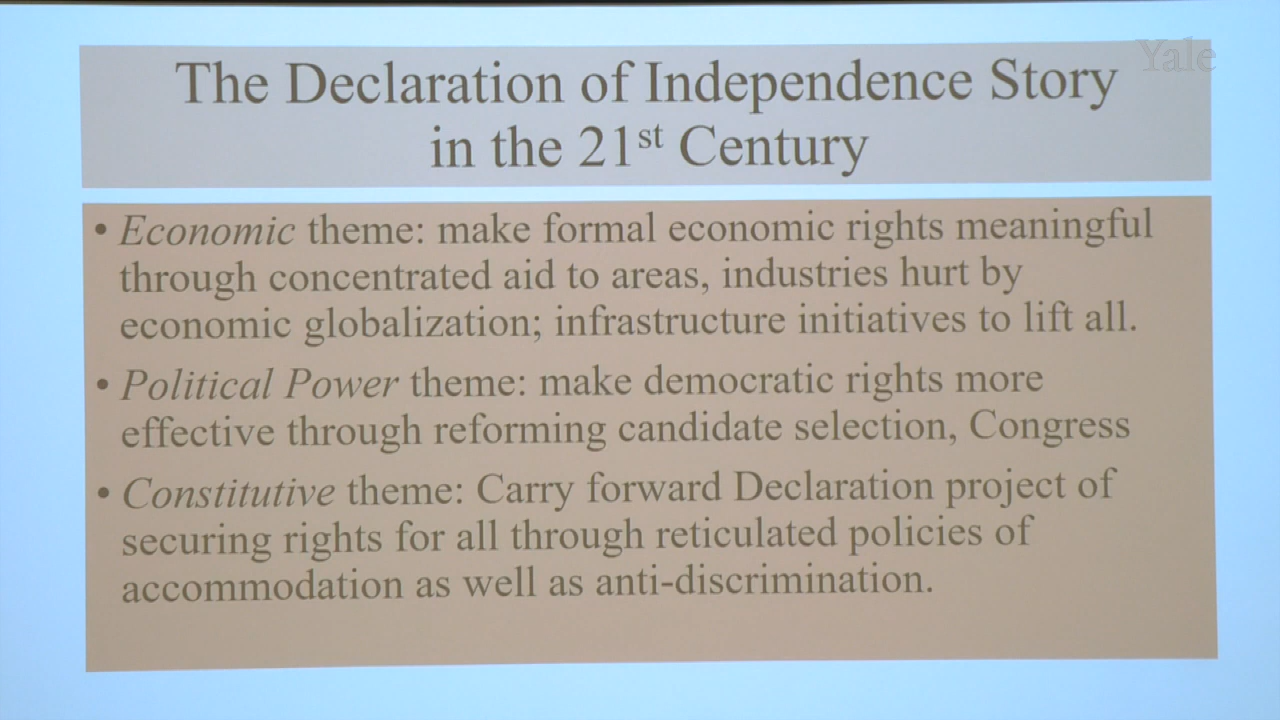 Yale
The Declaration of Independence Story
in the 21st Century
• Economic theme: make formal economic rights meaningful
through concentrated aid to areas, industries hurt by
economic globalization; infrastructure initiatives to lift all.
• Political Power theme: make democratic rights more
effective through reforming candidate selection, Congress
• Constitutive theme: Carry forward Declaration project of
securing rights for all through reticulated policies of
accommodation as well as anti-discrimination.